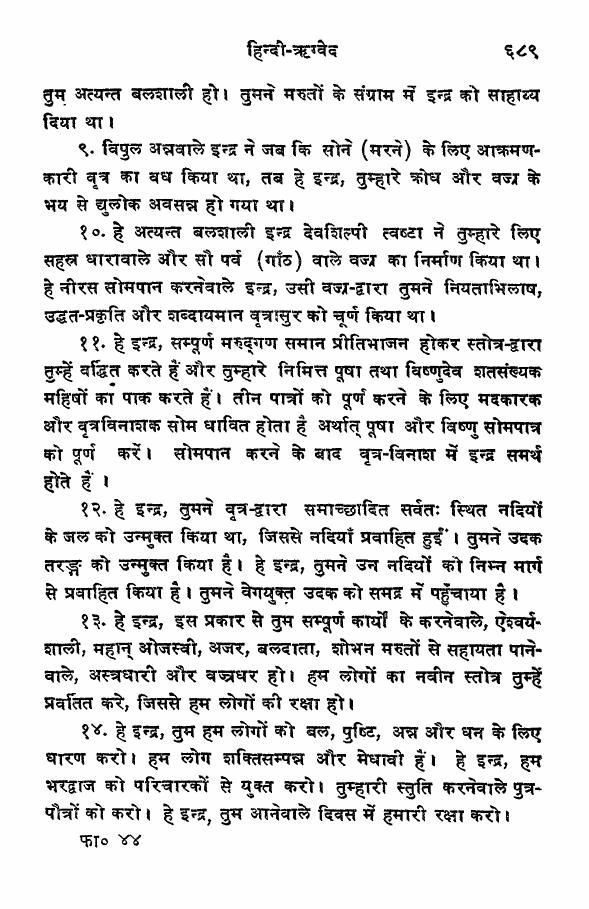 हिन्दी-ऋग्वेद ६८९
तुम अत्यन्त बलशाली हो। तुमने मरुतों के संग्राम में इन्द्र को साहाय्य
दिया था।
९. विपुल अन्नवाले इन्द्र ने जब कि सोने (मरने) के लिए आक्रमण-
कारी वृत्र का वध किया था, तब हे इन्द्र, तुम्हारे क्रोध और वज्र के
भय से द्युलोक अवसन्न हो गया था।
१०. हे अत्यन्त बलशाली इन्द्र देवशिल्पी त्वष्टा ने तुम्हारे लिए
सहस्र धारावाले और सौ पर्व (गाँठ) वाले वज्र का निर्माण किया था।
हे नीरस सोमपान करनेवाले इन्द्र, उसी वज्र-द्वारा तुमने नियताभिलाष,
उद्धत-प्रकृति और शब्दायमान वृत्रासुर को चूर्ण किया था।
११. हे इन्द्र, सम्पूर्ण मरुद्गण समान प्रीतिभाजन होकर स्तोत्र-द्वारा
तुम्हें वर्द्धित करते हैं और तुम्हारे निमित्त पूषा तथा विष्णुदेव शतसंख्यक
महिषों का पाक करते हैं। तीन पात्रों को पूर्ण करने के लिए मदकारक
और वृत्रविनाशक सोम धावित होता है अर्थात् पूषा और बिष्णु सोमपात्र
को पूर्ण करें। सोमपान करने के बाद वृत्र-विनाश में इन्द्र समर्थ
होते हैं ।
१२. हे इन्द्र, तुमने वृत्र-द्वारा समाच्छादित सर्वतः स्थित नदियों
के जल को उन्मुक्त किया था, जिससे नदियाँ प्रवाहित हुईं। तुमने उदक
तरङ्ग को उन्मुक्त किया है। हे इन्द्र, तुमने उन नदियों को निम्न मार्ग
से प्रवाहित किया है। तुमने वेगयुक्त उदक को समद्र में पहुँचाया है।
१३. हे इन्द्र, इस प्रकार से तुम सम्पूर्ण कार्यों के करनेवाले, ऐश्वर्य-
शाली, महान् ओजस्वी, अजर, बलदाता, शोभन मरुतों से सहायता पाने-
वाले, अस्त्रधारी और वज्रधर हो। हम लोगों का नवीन स्तोत्र तुम्हें
प्रवर्तित करे, जिससे हम लोगों की रक्षा हो।
१४. हे इन्द्र, तुम हम लोगों को बल, पुष्टि, अन्न और धन के लिए
धारण करो। हम लोग शक्तिसम्पन्न और मेधावी हैं। हे इन्द्र, हम
भरद्वाज को परिचारकों से युक्त करो। तुम्हारी स्तुति करनेवाले पुत्र-
पौत्रों को करो। हे इन्द्र, तुम आनेवाले दिवस में हमारी रक्षा करो।
फा० ४४